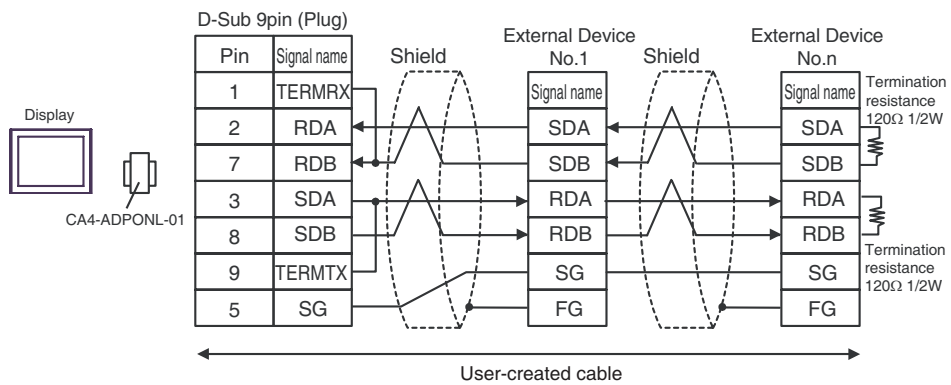 D-Sub 9pin (Plug)
Pin Signal name
1 TERMRX
2 RDA
7 RDB
3 SDA
8 SDB
9 TERMTX
5 SG
Display
CA4-ADPONL-01
Shield
External Device
No.1
Signal name
SDA
SDB
RDA
RDB
SG
FG
Shield
External Device
No.n
Signal name
SDA
SDB
RDA
RDB
SG
FG
Termination
resistance
120Ω 1/2W
Termination
resistance
120Ω 1/2W
User-created cable